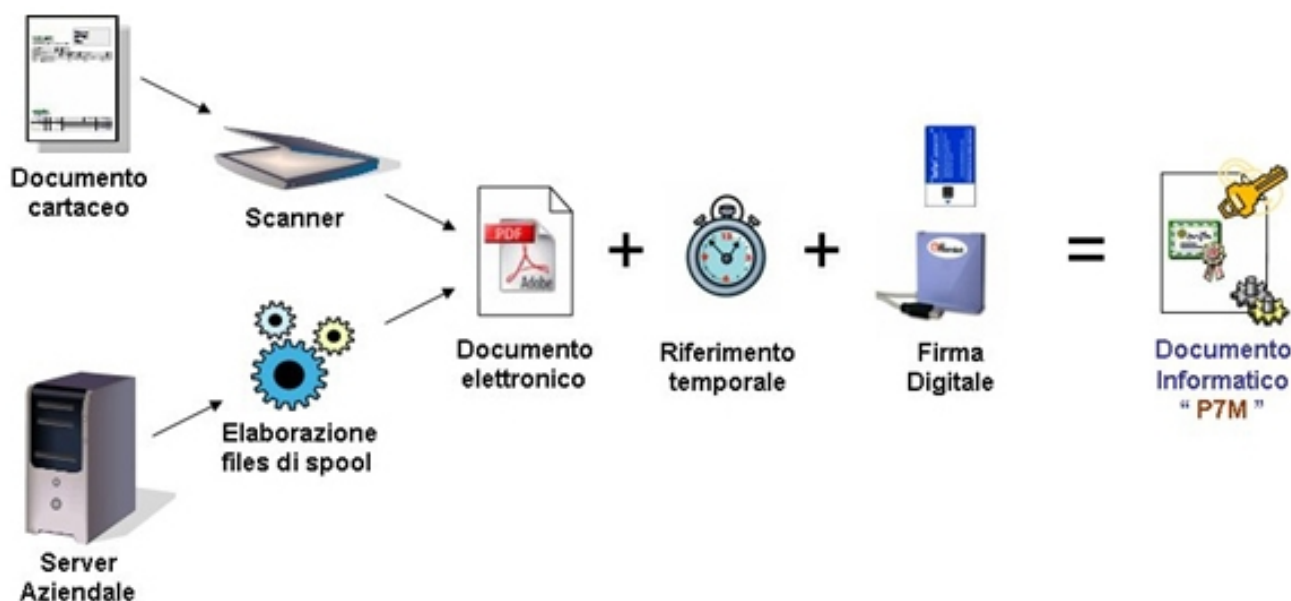 Documento
cartaceo
Scanner
PDF
Adobe
Documento
elettronico
Riferimento
temporale
Firma
Digitale
Documento
Informatico
“ P7M ”
Elaborazione
files di spool
Server
Aziendale